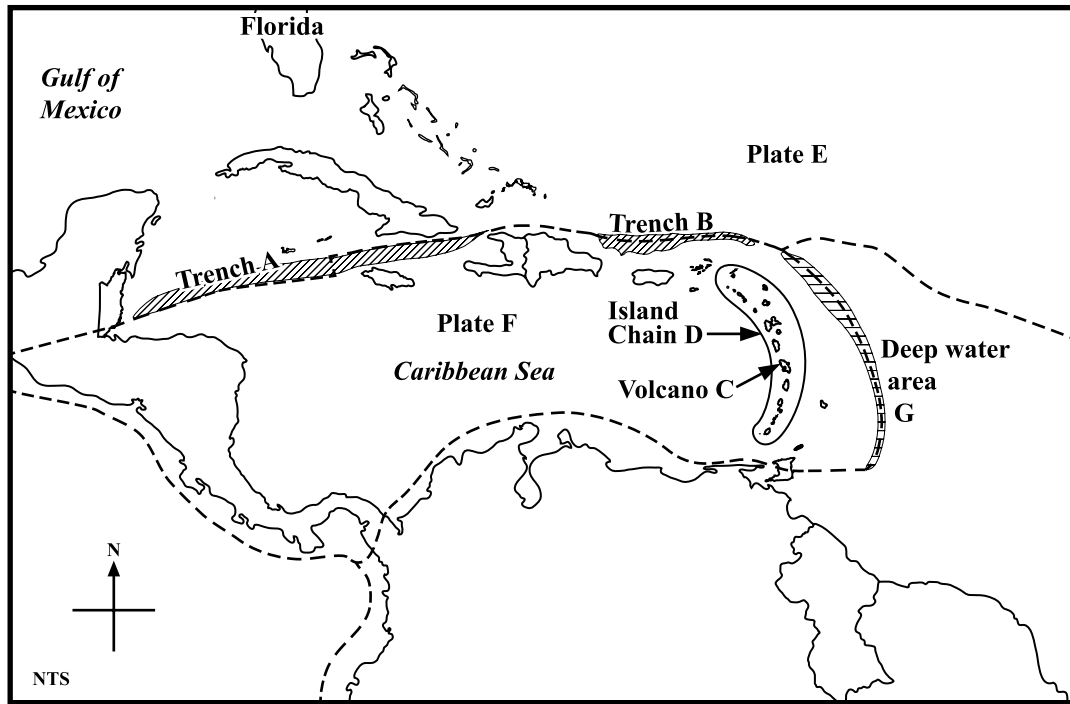 Florida
Gulf of
Mexico
Plate E
Trench B
Trench A
Island
Chain D
Plate F
Deep water
area
G
Caribbean Sea
Volcano C
N
NTS